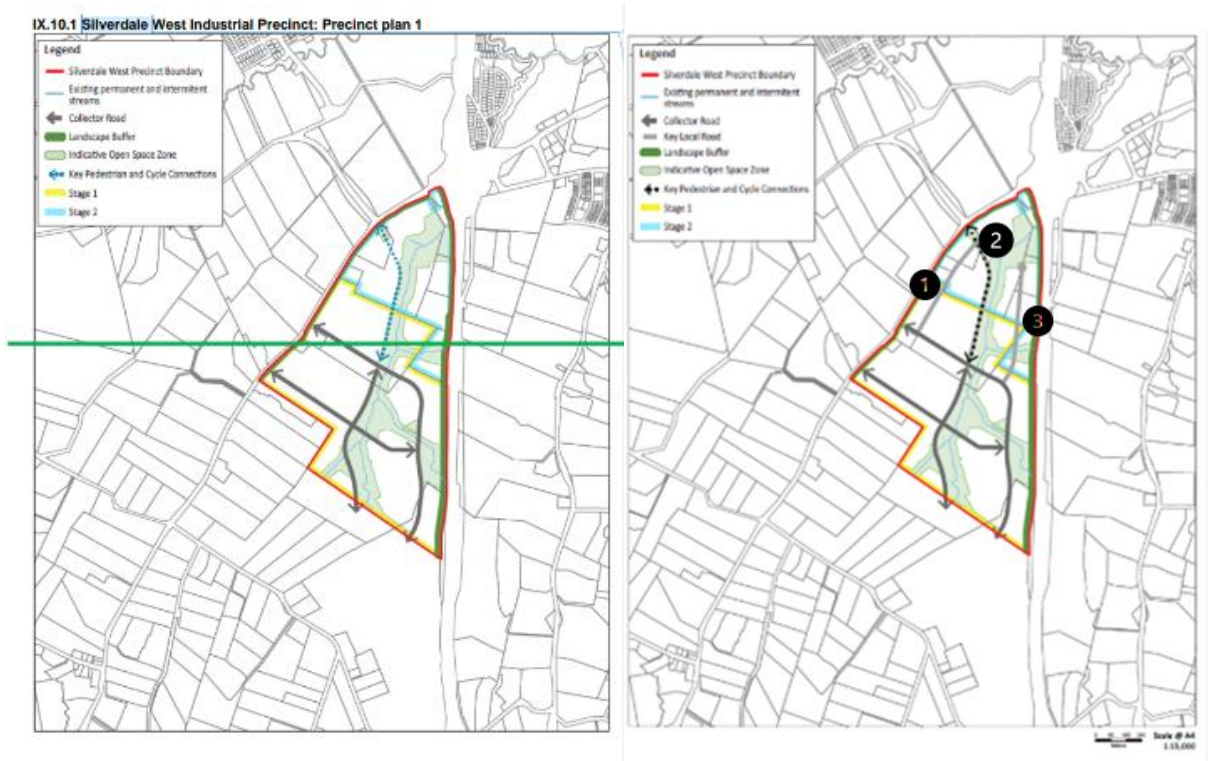 IX.10.1 Silverdale West Industrial Precinct: Precinct plan 1
Legend
Silverdale West Precinct Boundary
Existing permanent and intermitent
streams
Collector Road
Landscape Buffer
Indicative Open Space Zone
Key Pedestrian and Cycle Connections
Stage 1
Stage 2
Legend
Silverdale West Precinct Boundary
Existing permanent and intermitent
streams
Collector Road
Key Local Road
Landscape Buffer
Indicative Open Space Zone
Key Pedestrian and Cycle Connections
Stage 1
Stage 2
2
1
3
Scale @ A4
1:15,000